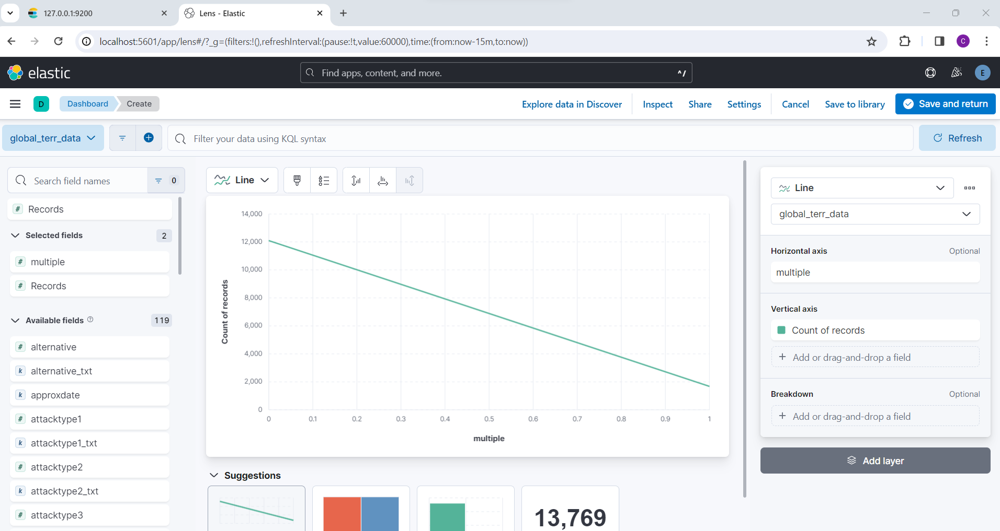 127.0.0.1:9200
Lens - Elastic
localhost:5601/app/lens#/?_g=(filters:!(),refreshInterval:(pause:!t,value:60000),time:(from:now-15m,to:now))
C
elastic
Find apps, content, and more.
^/
E
D
Dashboard
Create
Explore data in Discover
Inspect
Share
Settings
Cancel
Save to library
Save and return
global_terr_data
Filter your data using KQL syntax
Refresh
Search field names
0
# Records
Selected fields
2
# multiple
# Records
Available fields
119
# alternative
k alternative_txt
k approxdate
# attacktype1
k attacktype1_txt
# attacktype2
k attacktype2_txt
# attacktype3
Line
14,000
12,000
10,000
8,000
6,000
4,000
2,000
0
Count of records
0 0.1 0.2 0.3 0.4 0.5 0.6 0.7 0.8 0.9 1
multiple
Suggestions
13,769
Line
global_terr_data
Horizontal axis
Optional
multiple
Vertical axis
Count of records
+ Add or drag-and-drop a field
Breakdown
Optional
+ Add or drag-and-drop a field
Add layer